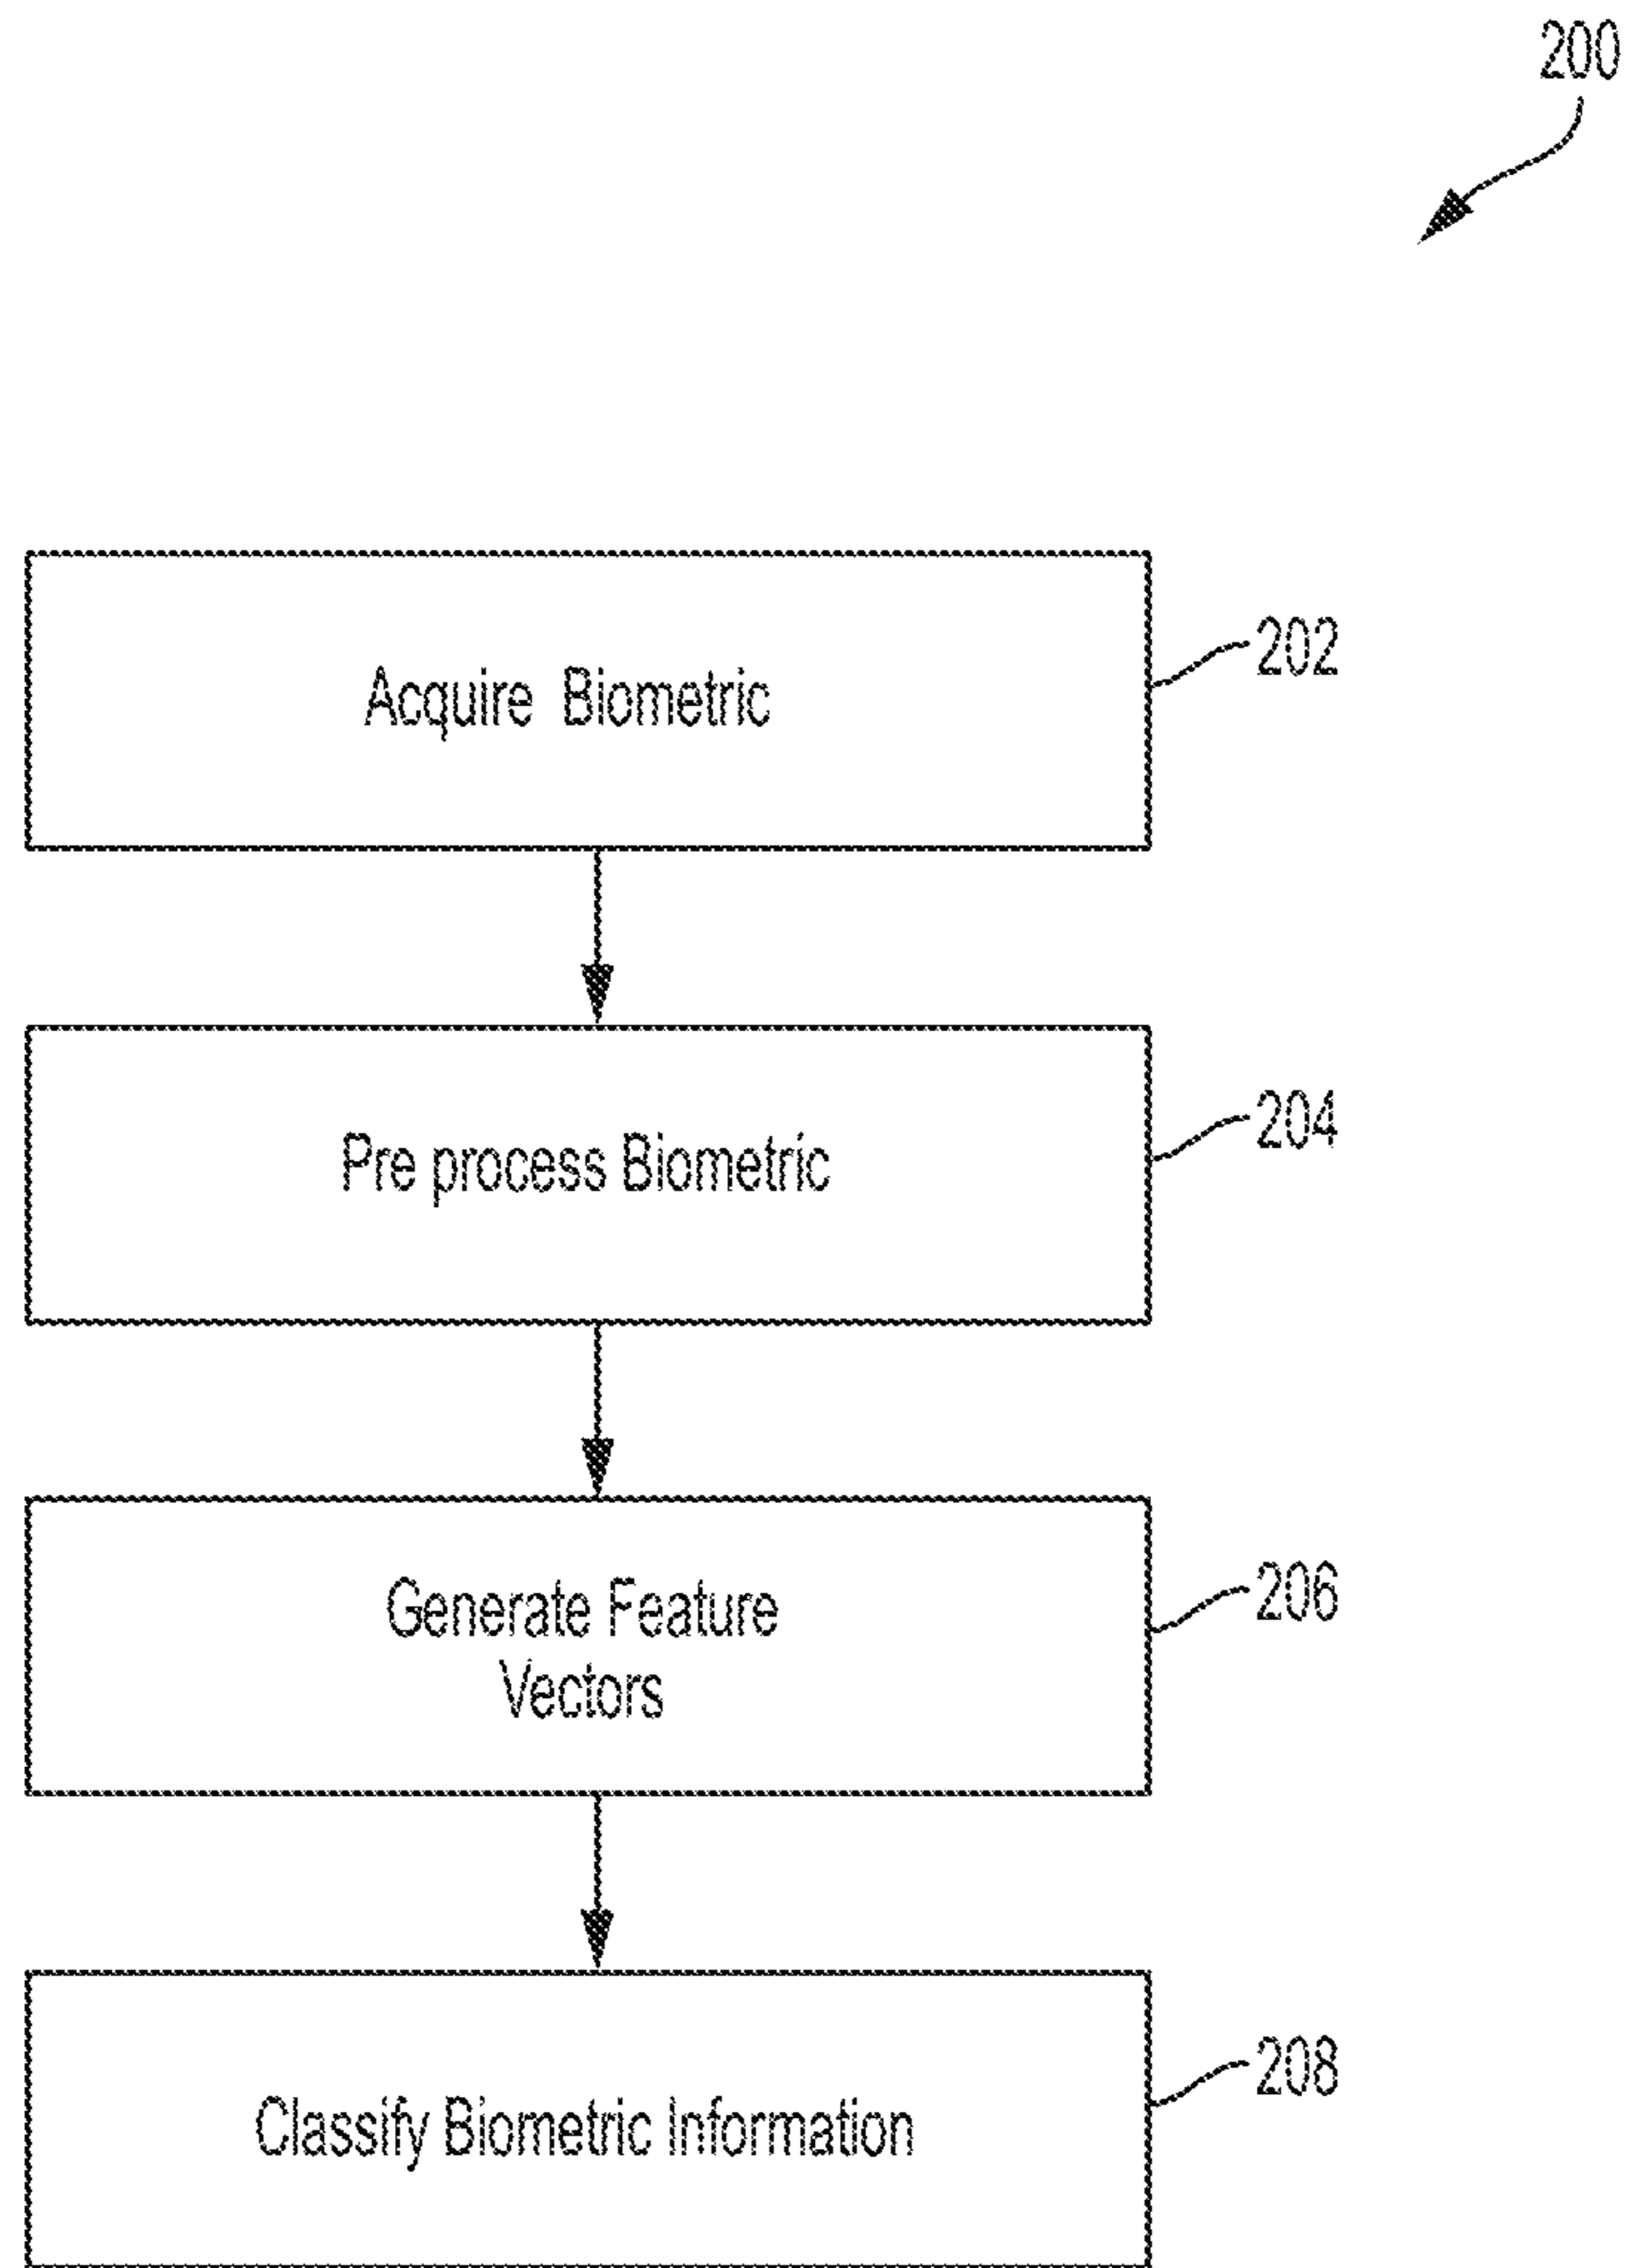 200
Acquire Biometric
202
Pre process Biometric
204
Generate Feature
Vectors
206
Classify Biometric Information
208